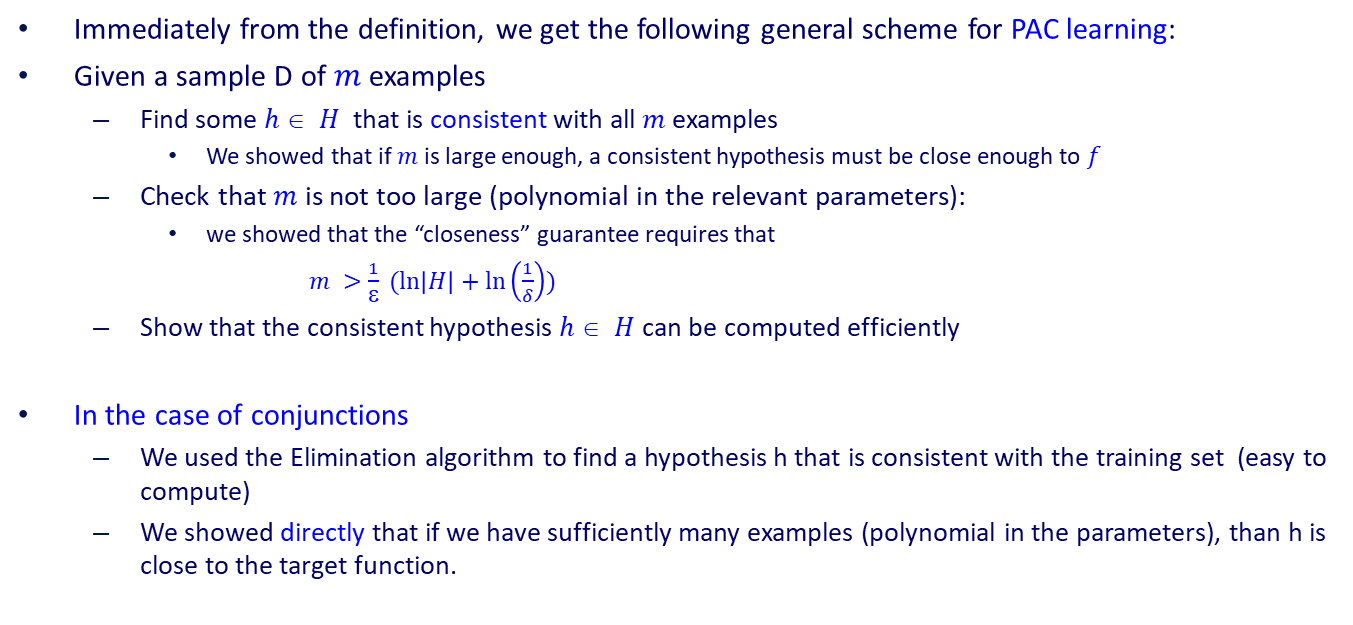 • Immediately from the definition, we get the following general scheme for PAC learning:
• Given a sample D of m examples
– Find some h ∈ H that is consistent with all m examples
• We showed that if m is large enough, a consistent hypothesis must be close enough to f
– Check that m is not too large (polynomial in the relevant parameters):
• we showed that the “closeness” guarantee requires that
m > 1/ε (ln|H| + ln(1/δ))
– Show that the consistent hypothesis h ∈ H can be computed efficiently
• In the case of conjunctions
– We used the Elimination algorithm to find a hypothesis h that is consistent with the training set (easy to
compute)
– We showed directly that if we have sufficiently many examples (polynomial in the parameters), than h is
close to the target function.